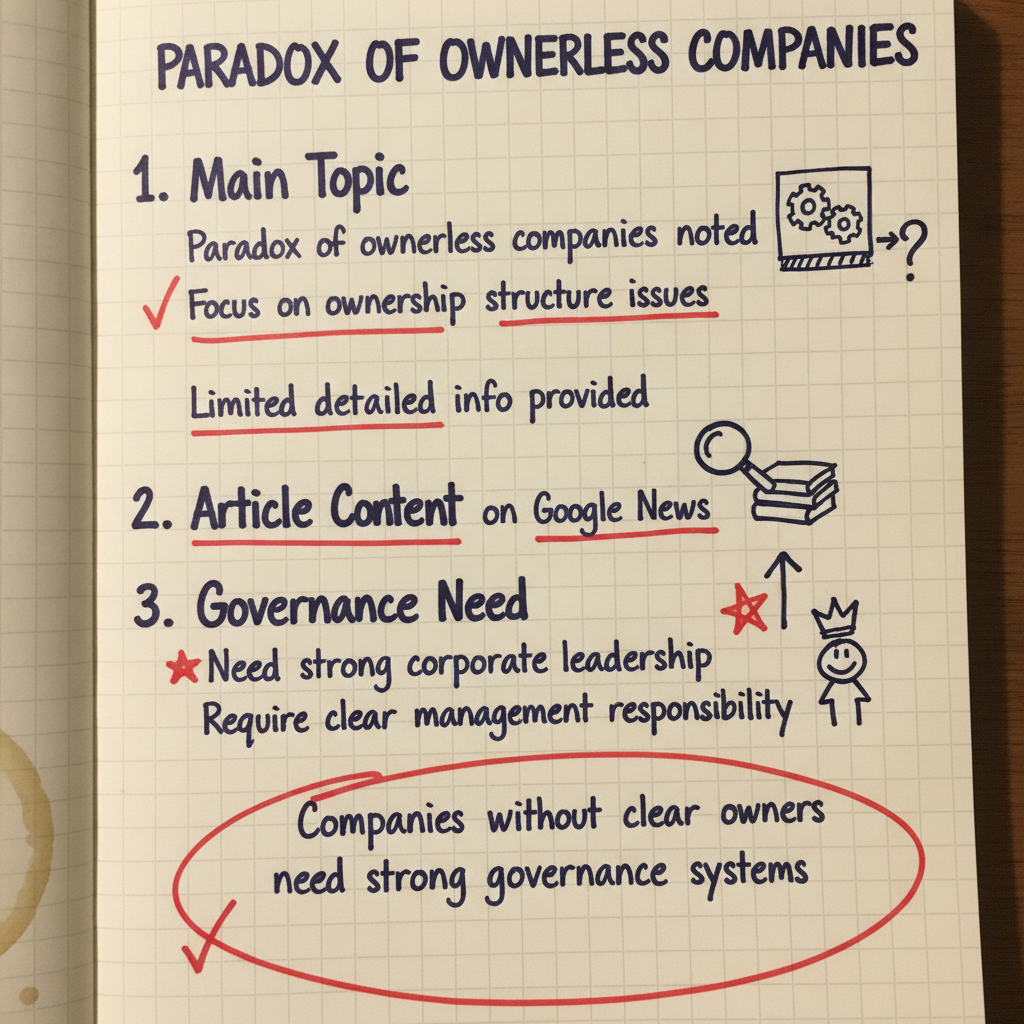 PARADOX OF OWNERLESS COMPANIES
1. Main Topic
Paradox of ownerless companies noted
Focus on ownership structure issues
Limited detailed info provided
2. Article Content on Google News
3. Governance Need
Need strong corporate leadership
Require clear management responsibility
Companies without clear owners
need strong governance systems
?